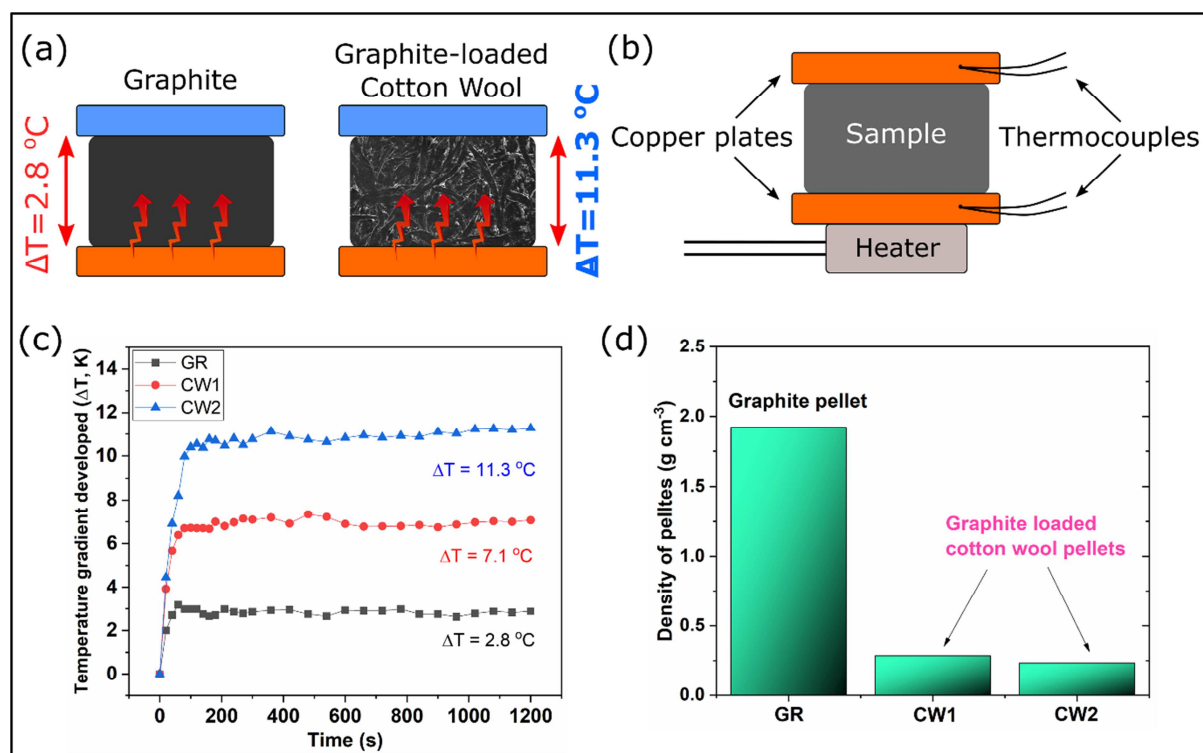 (a)
Graphite
Graphite-loaded
Cotton Wool
ΔT=2.8 °C
ΔT=11.3 °C
(b)
Copper plates
Sample
Thermocouples
Heater
(c)
GR
CW1
CW2
Temperature gradient developed (ΔT, K)
14
12
10
8
6
4
2
0
ΔT = 11.3 °C
ΔT = 7.1 °C
ΔT = 2.8 °C
0 200 400 600 800 1000 1200
Time (s)
(d)
Density of pellites (g cm⁻³)
2.5
2.0
1.5
1.0
0.5
0.0
Graphite pellet
Graphite loaded
cotton wool pellets
GR CW1 CW2